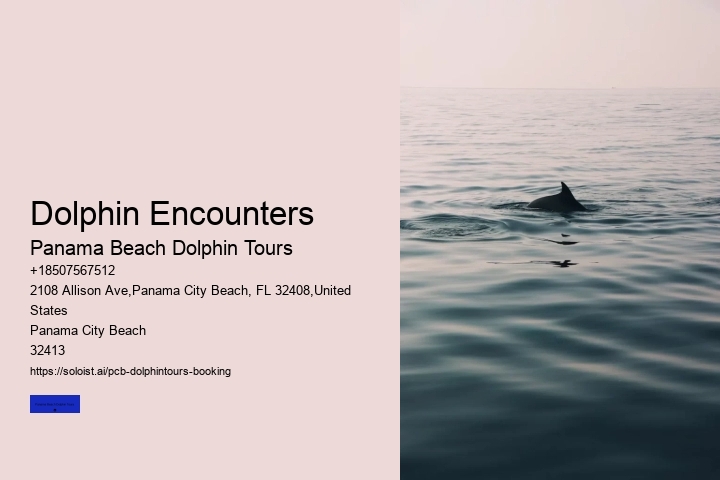 Dolphin Encounters
Panama Beach Dolphin Tours
+18507567512
2108 Allison Ave,Panama City Beach, FL 32408,United
States
Panama City Beach
32413
https://soloist.ai/pcb-dolphintours-booking